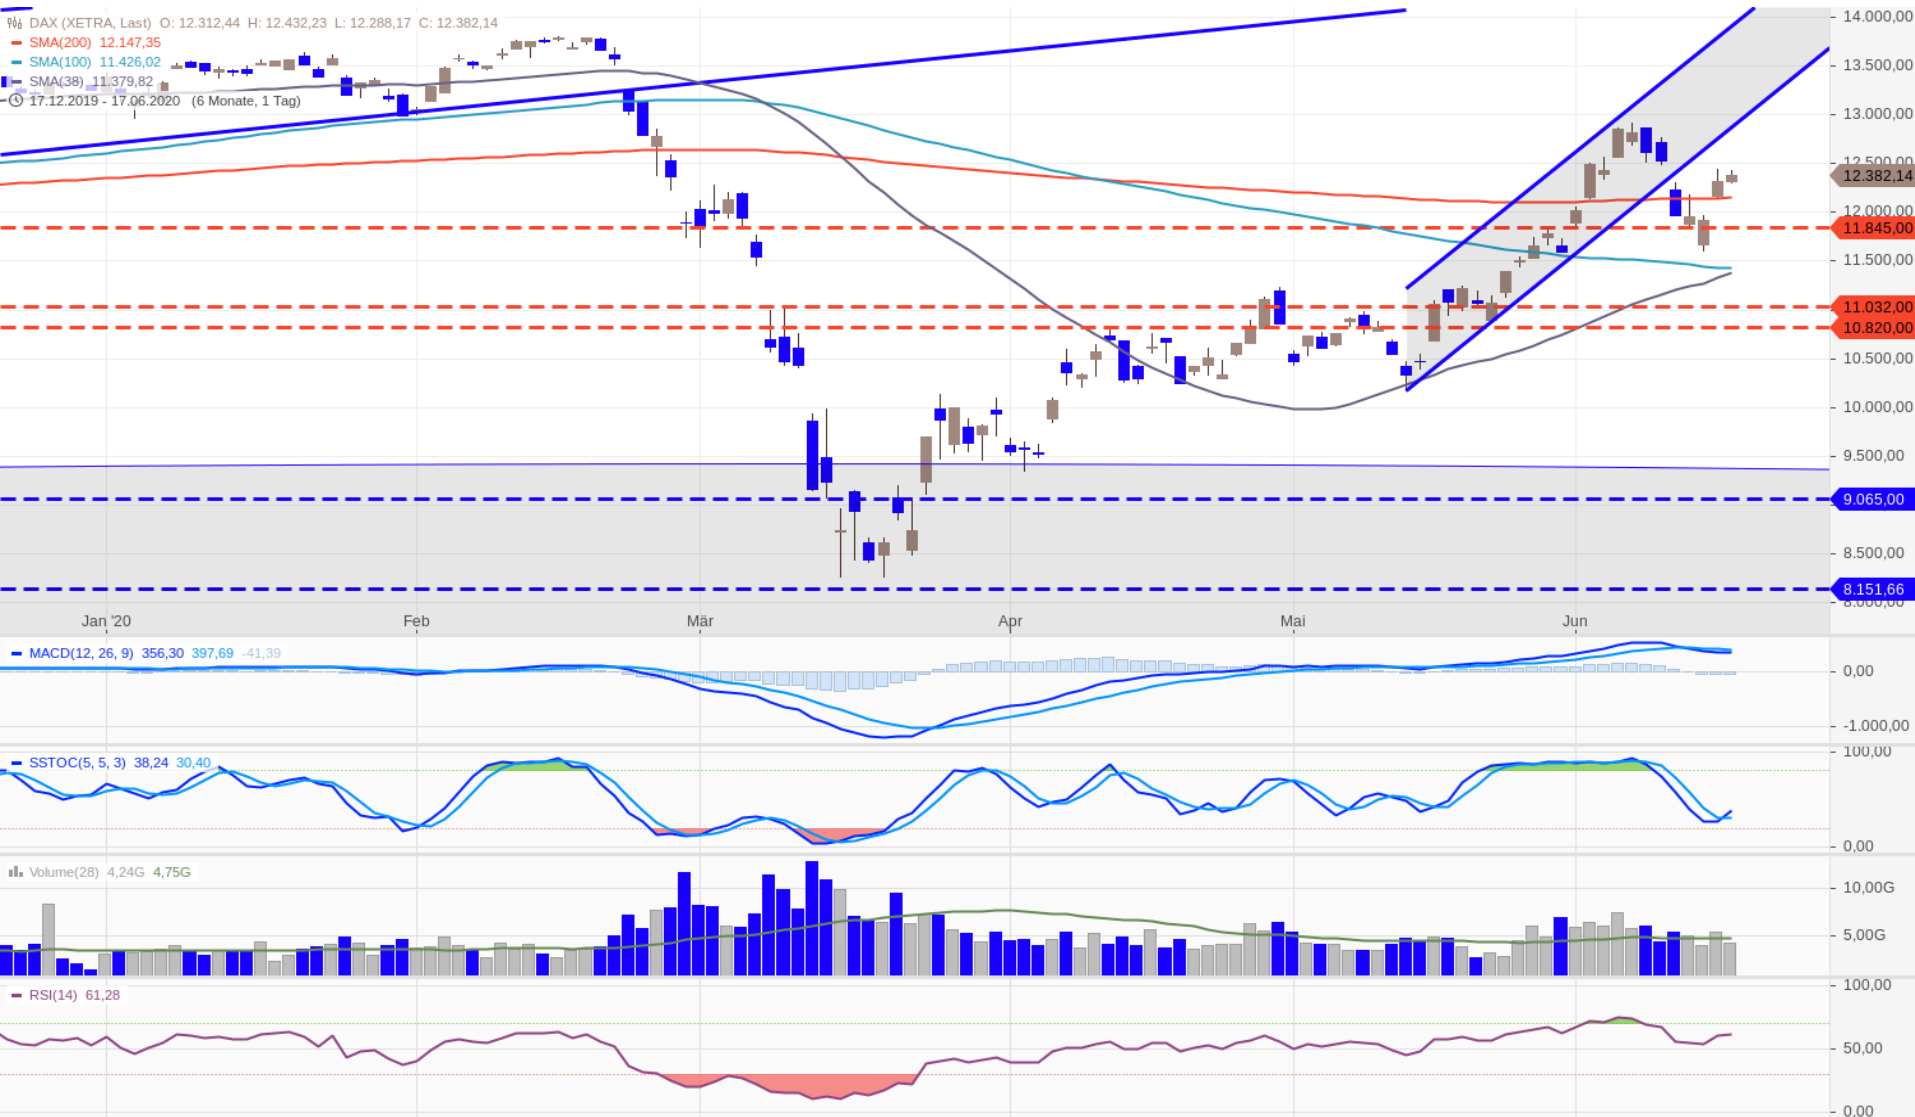 DAX (XETRA, Last) O: 12.312,44 H: 12.432,23 L: 12.288,17 C: 12.382,14
SMA(200) 12.147,35
SMA(100) 11.426,02
SMA(38) 11.379,82
17.12.2019 - 17.06.2020 (6 Monate, 1 Tag)
14.000,00
13.500,00
13.000,00
12.500,00
12.382,14
12.000,00
11.845,00
11.500,00
11.032,00
10.820,00
10.500,00
10.000,00
9.500,00
9.065,00
8.500,00
8.151,66
8.000,00
Jan '20 Feb Mär Apr Mai Jun
MACD(12, 26, 9) 356,30 397,69 -41,39
0,00
-1.000,00
SSTOC(5, 5, 3) 38,24 30,40
100,00
0,00
Volume(28) 4,24G 4,75G
10,00G
5,00G
RSI(14) 61,28
100,00
50,00
0,00